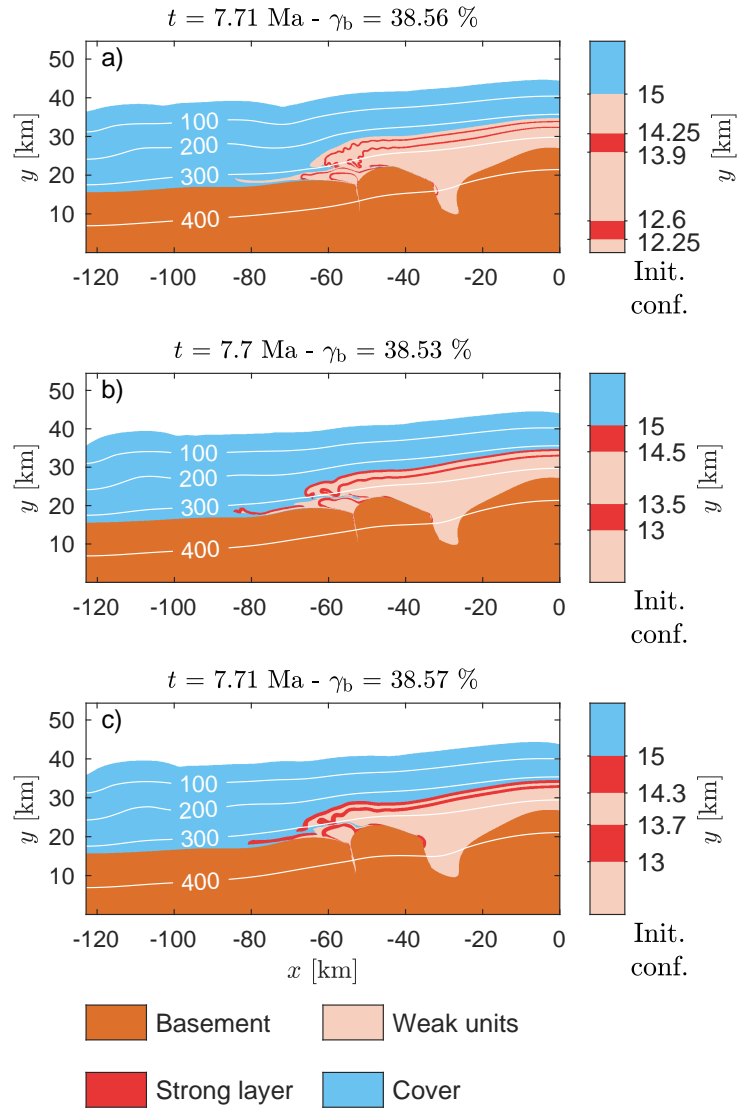 t = 7.71 Ma - γb = 38.56 %
a)
50
40
30
20
10
y [km]
100
200
300
400
-120 -100 -80 -60 -40 -20 0
15
14.25
13.9
12.6
12.25
y [km]
Init.
conf.
t = 7.7 Ma - γb = 38.53 %
b)
50
40
30
20
10
y [km]
100
200
300
400
-120 -100 -80 -60 -40 -20 0
15
14.5
13.5
13
y [km]
Init.
conf.
t = 7.71 Ma - γb = 38.57 %
c)
50
40
30
20
10
y [km]
100
200
300
400
-120 -100 -80 -60 -40 -20 0
x [km]
15
14.3
13.7
13
y [km]
Init.
conf.
Basement Weak units
Strong layer Cover